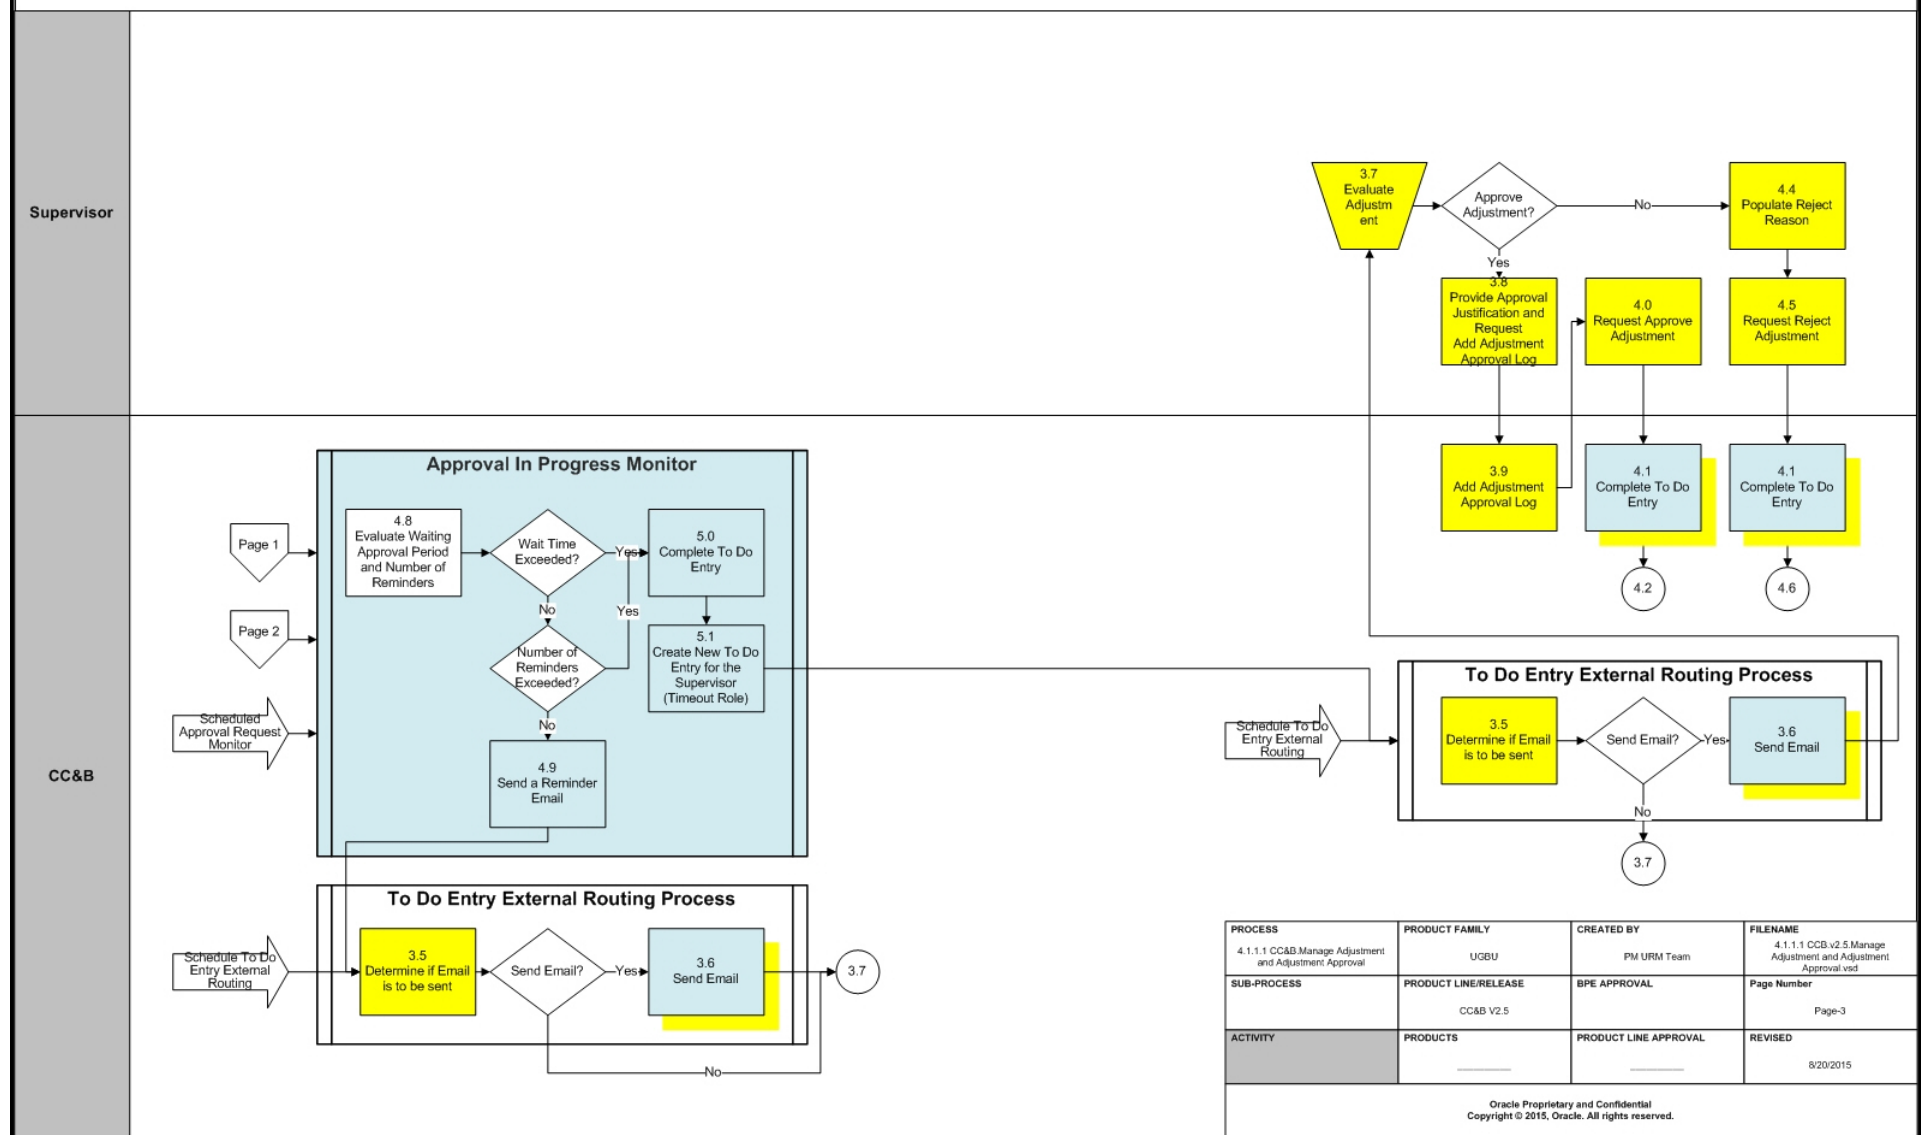 Supervisor
3.7
Evaluate
Adjustm
ent
Approve
Adjustment?
No
4.4
Populate Reject
Reason
Yes
3.8
Provide Approval
Justification and
Request
Add Adjustment
Approval Log
4.0
Request Approve
Adjustment
4.5
Request Reject
Adjustment
CC&B
Approval In Progress Monitor
Page 1
Page 2
Scheduled
Approval Request
Monitor
4.8
Evaluate Waiting
Approval Period
and Number of
Reminders
Wait Time
Exceeded?
Yes
5.0
Complete To Do
Entry
No
Yes
Number of
Reminders
Exceeded?
5.1
Create New To Do
Entry for the
Supervisor
(Timeout Role)
No
4.9
Send a Reminder
Email
3.9
Add Adjustment
Approval Log
4.1
Complete To Do
Entry
4.1
Complete To Do
Entry
4.2
4.6
To Do Entry External Routing Process
Schedule To Do
Entry External
Routing
3.5
Determine if Email
is to be sent
Send Email?
Yes
3.6
Send Email
No
3.7
To Do Entry External Routing Process
Schedule To Do
Entry External
Routing
3.5
Determine if Email
is to be sent
Send Email?
Yes
3.6
Send Email
3.7
No
PROCESS
4.1.1.1 CC&B.Manage Adjustment
and Adjustment Approval
PRODUCT FAMILY
UGBU
CREATED BY
PM URM Team
FILENAME
4.1.1.1 CCB.v2.5.Manage
Adjustment and Adjustment
Approval.vsd
SUB-PROCESS
PRODUCT LINE/RELEASE
CC&B V2.5
BPE APPROVAL
Page Number
Page-3
ACTIVITY
PRODUCTS
PRODUCT LINE APPROVAL
REVISED
8/20/2015
Oracle Proprietary and Confidential
Copyright © 2015, Oracle. All rights reserved.